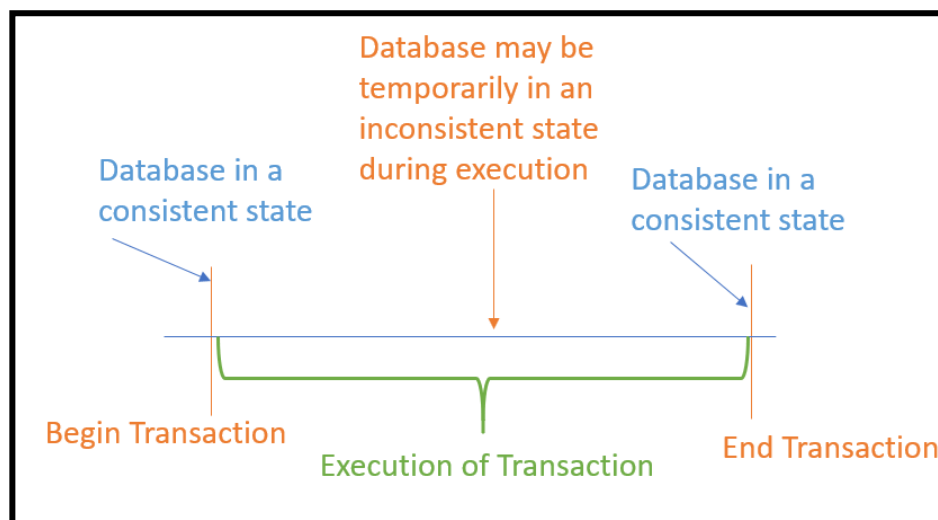 Database may be
temporarily in an
inconsistent state
during execution
Database in a
consistent state
Database in a
consistent state
Begin Transaction
End Transaction
Execution of Transaction